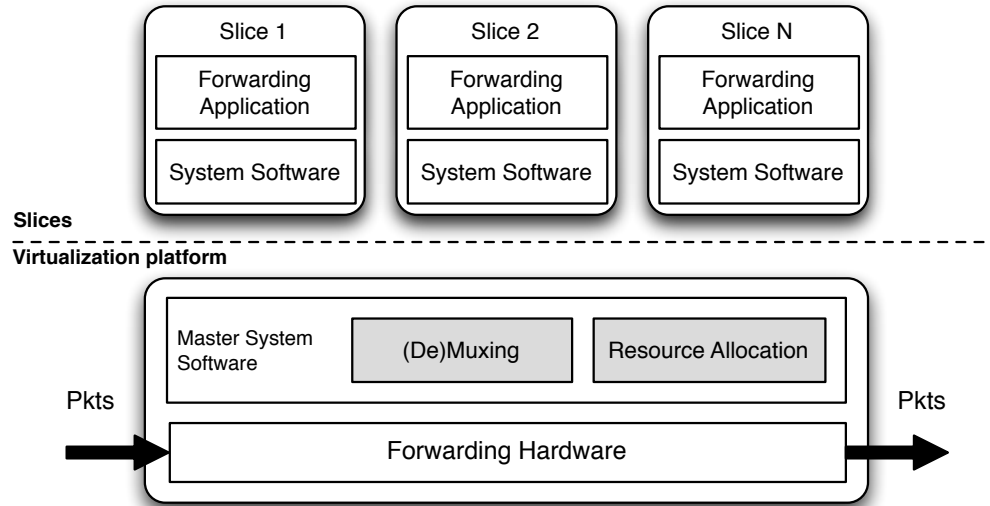 Slice 1
Forwarding
Application
System Software
Slice 2
Forwarding
Application
System Software
Slice N
Forwarding
Application
System Software
Slices
Virtualization platform
Master System
Software
(De)Muxing
Resource Allocation
Pkts
Forwarding Hardware
Pkts